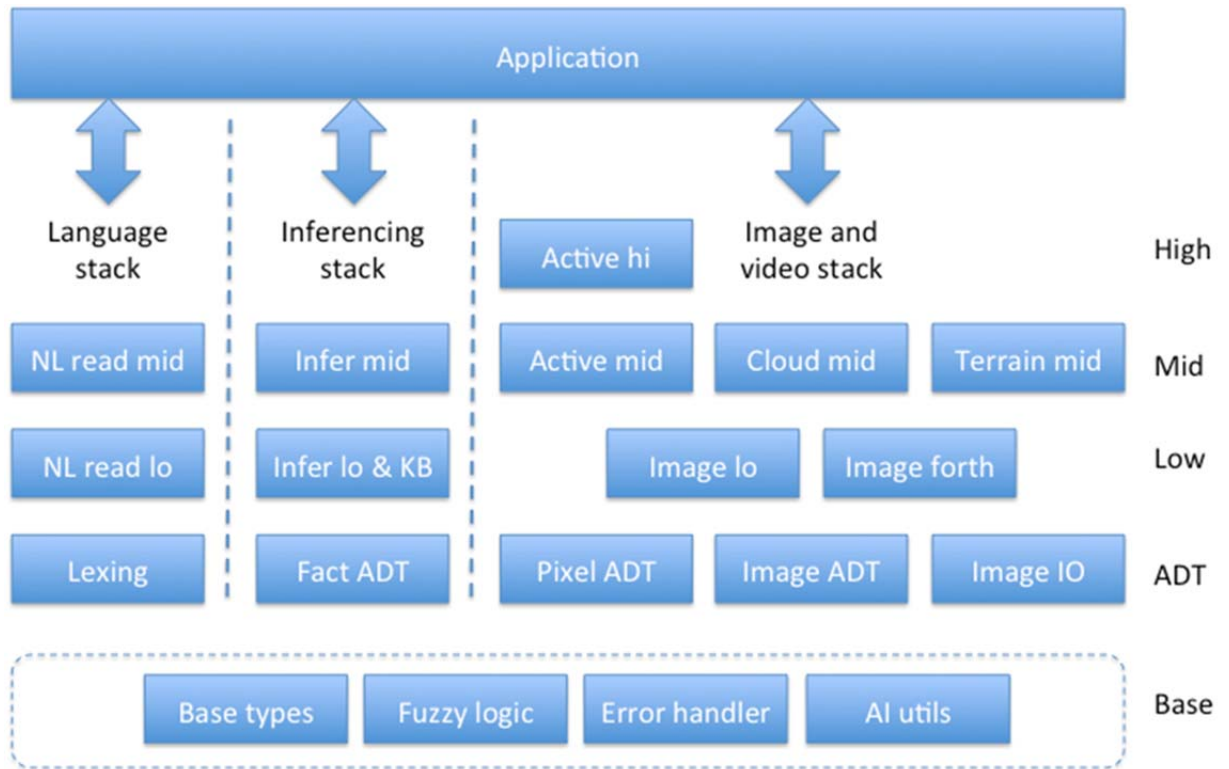 Application
Language
stack
Inferencing
stack
Active hi
Image and
video stack
High
NL read mid
Infer mid
Active mid
Cloud mid
Terrain mid
Mid
NL read lo
Infer lo & KB
Image lo
Image forth
Low
Lexing
Fact ADT
Pixel ADT
Image ADT
Image IO
ADT
Base types
Fuzzy logic
Error handler
AI utils
Base